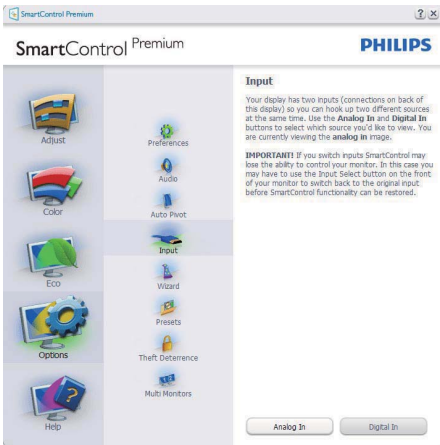 SmartControl Premium
SmartControl Premium
PHILIPS
Adjust
Color
Eco
Options
Help
Preferences
Audio
Auto Pivot
Input
Wizard
Presets
Theft Deterrence
Multi Monitors
Input
Your display has two inputs (connections on back of
this display) so you can hook up two different sources
at the same time. Use the Analog In and Digital In
buttons to select which source you'd like to view. You
are currently viewing the analog in image.
IMPORTANT! If you switch inputs SmartControl may
lose the ability to control your monitor. In this case you
may have to use the Input Select button on the front
of your monitor to switch back to the original input
before SmartControl functionality can be restored.
Analog In
Digital In